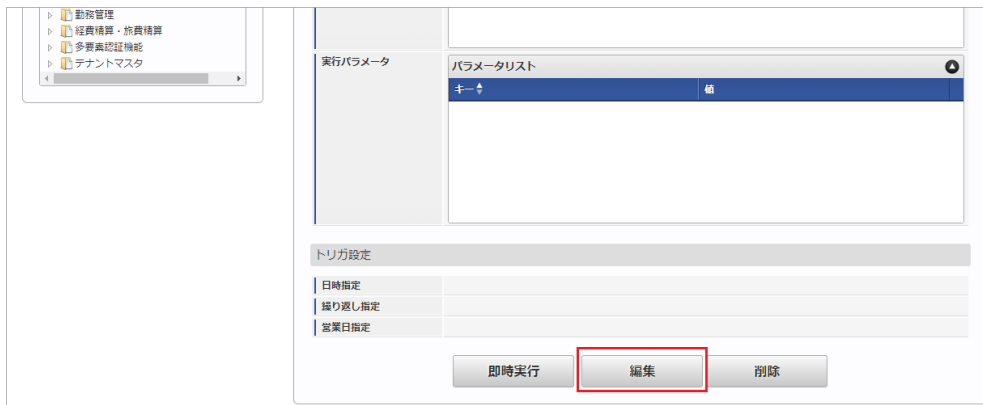 勤務管理
経費精算・旅費精算
多要素認証機能
テナントマスタ
実行パラメータ
パラメータリスト
キー 値
トリガ設定
日時指定
繰り返し指定
営業日指定
即時実行 編集 削除